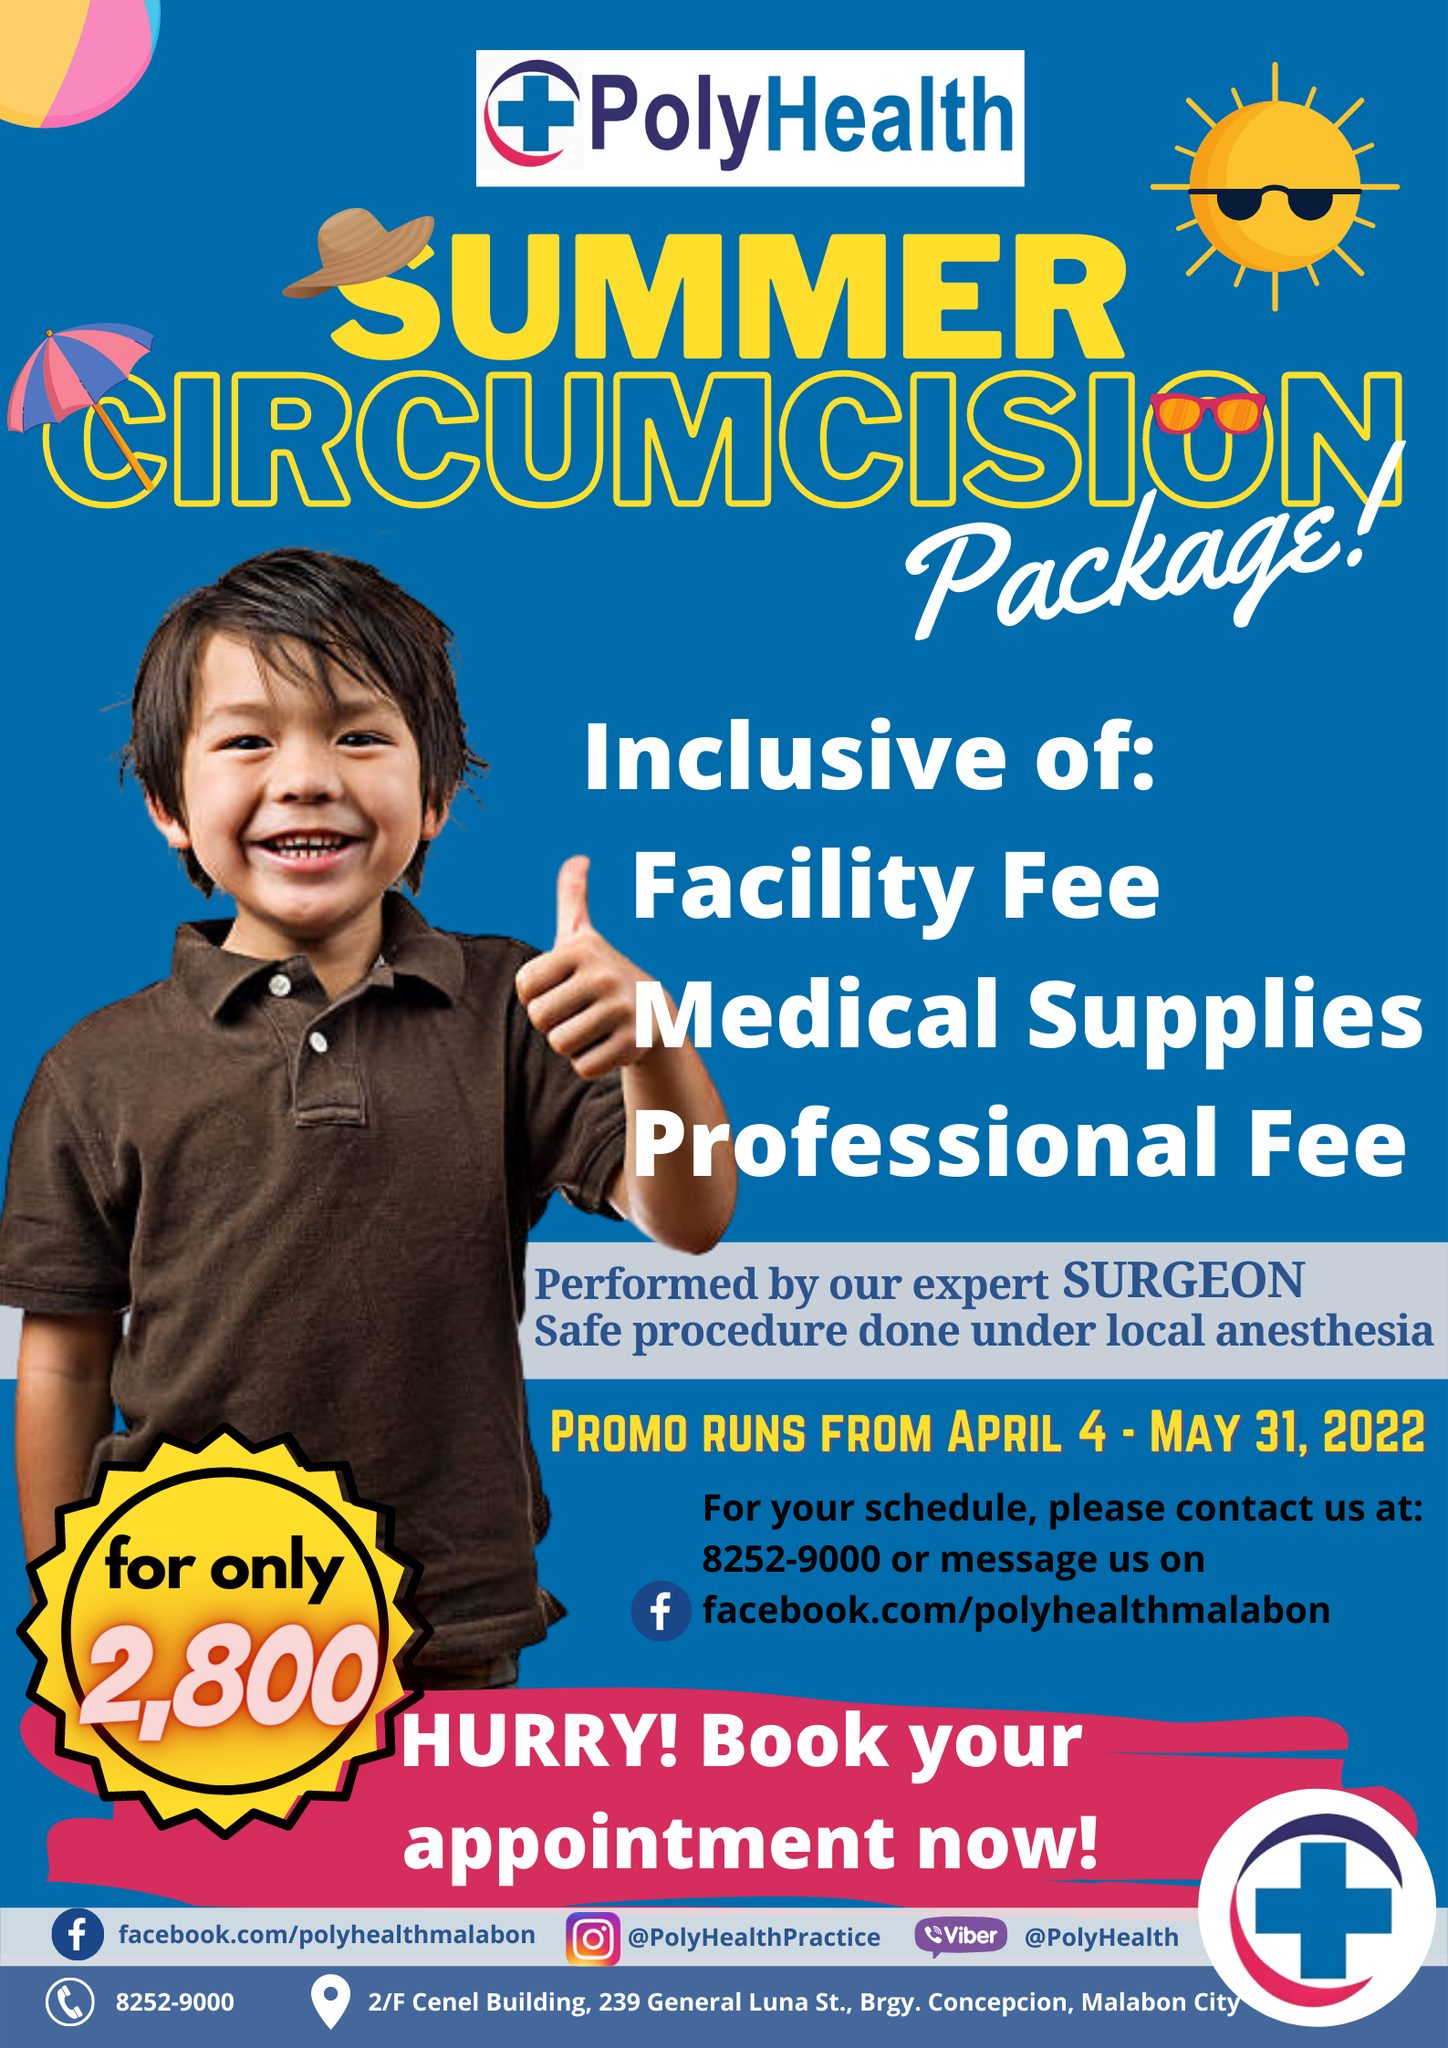 PolyHealth
SUMMER
CIRCUMCISION
Package!
Inclusive of:
Facility Fee
Medical Supplies
Professional Fee
Performed by our expert SURGEON
Safe procedure done under local anesthesia
PROMO RUNS FROM APRIL 4 - MAY 31, 2022
For your schedule, please contact us at:
8252-9000 or message us on
facebook.com/polyhealthmalabon
for only
2,800
HURRY! Book your
appointment now!
facebook.com/polyhealthmalabon @PolyHealthPractice Viber @PolyHealth
8252-9000 2/F Cenel Building, 239 General Luna St., Brgy. Concepcion, Malabon City